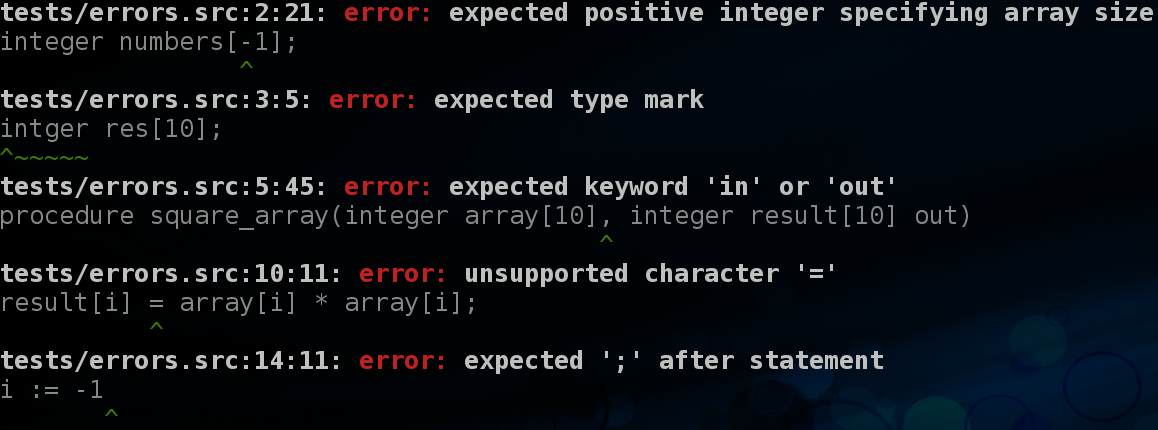 tests/errors.src:2:21: error: expected positive integer specifying array size
integer numbers[-1];
^
tests/errors.src:3:5: error: expected type mark
intger res[10];
^~~~~
tests/errors.src:5:45: error: expected keyword 'in' or 'out'
procedure square_array(integer array[10], integer result[10] out)
^
tests/errors.src:10:11: error: unsupported character '='
result[i] = array[i] * array[i];
^
tests/errors.src:14:11: error: expected ';' after statement
i := -1
^